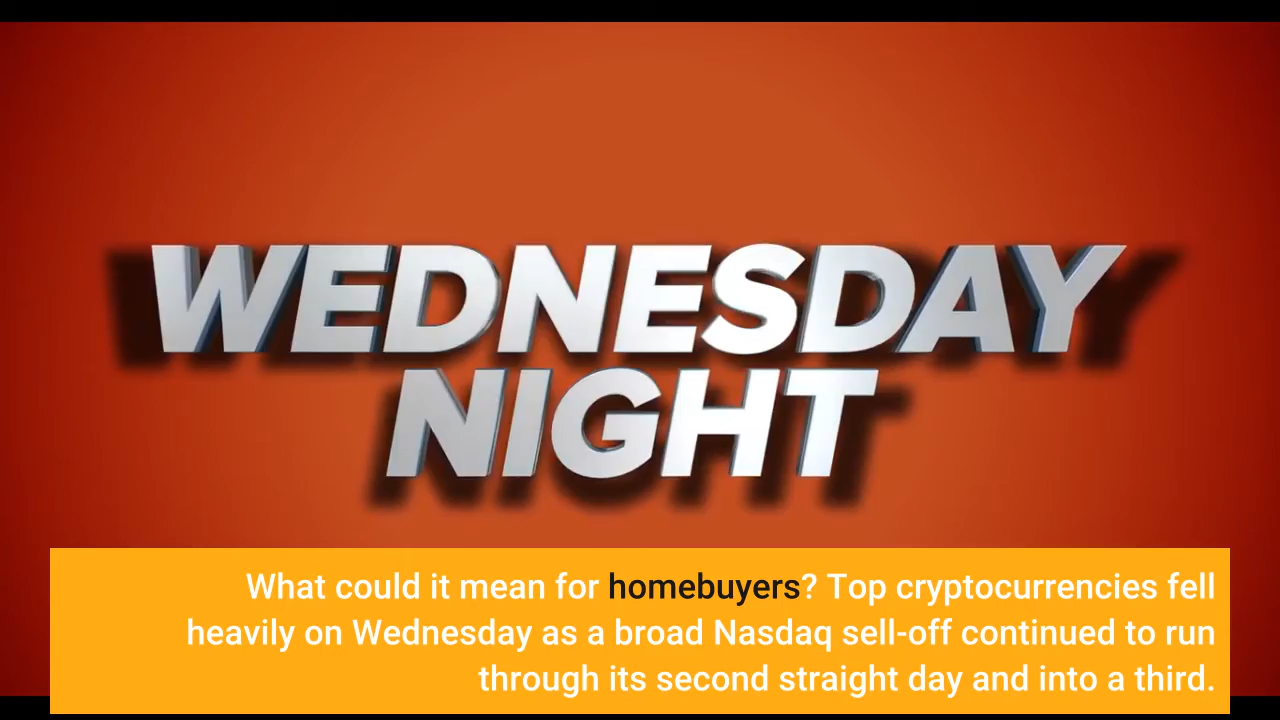 WEDNESDAY
NIGHT
What could it mean for homebuyers? Top cryptocurrencies fell
heavily on Wednesday as a broad Nasdaq sell-off continued to run
through its second straight day and into a third.